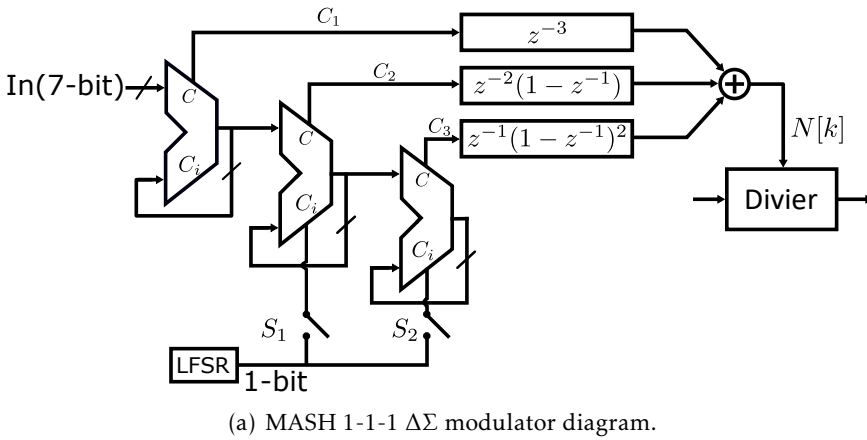 C₁
z⁻³
In(7-bit)
C
C₂
z⁻²(1 − z⁻¹)
+
C₃
z⁻¹(1 − z⁻¹)²
N[k]
C
Cᵢ
C
Divier
Cᵢ
Cᵢ
S₁
S₂
LFSR
1-bit
(a) MASH 1-1-1 ΔΣ modulator diagram.